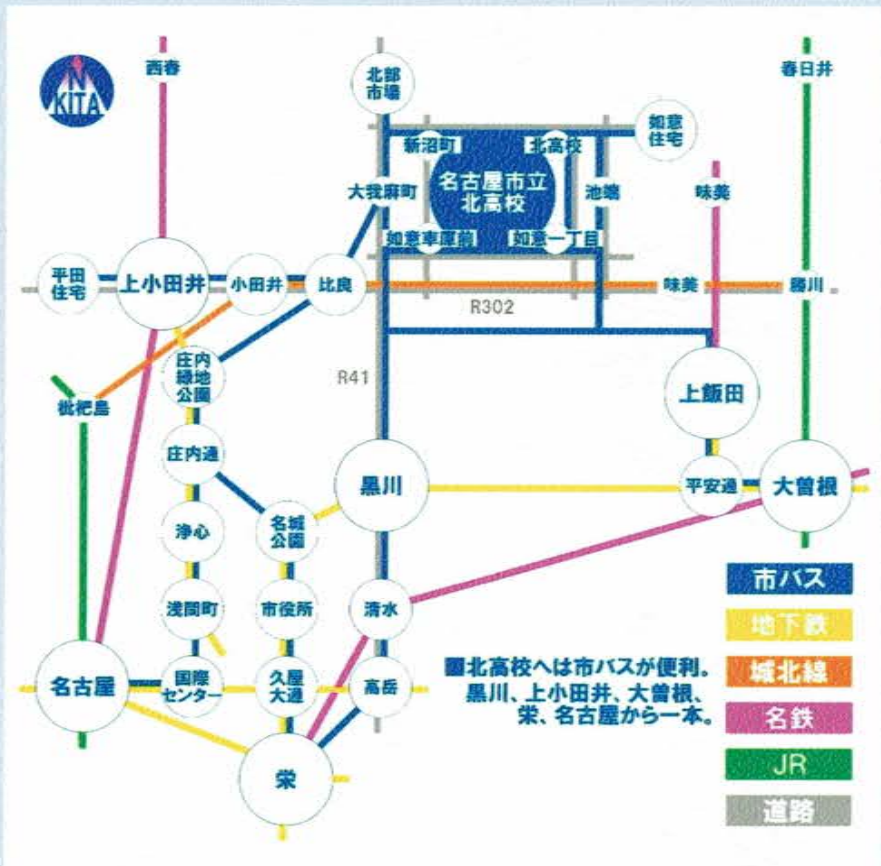 N
KITA
西春
北部
市場
春日井
新沼町
北高校
如意
住宅
名古屋市立
北高校
大我麻町
池端
味美
如意車庫前
如意一丁目
平田
住宅
上小田井
小田井
比良
味美
勝川
R302
庄内
緑地
公園
R41
上飯田
枇杷島
庄内通
黒川
平安通
大曽根
浄心
名城
公園
浅間町
市役所
清水
名古屋
国際
センター
久屋
大通
高岳
栄
■北高校へは市バスが便利。
黒川、上小田井、大曽根、
栄、名古屋から一本。
市バス
地下鉄
城北線
名鉄
JR
道路